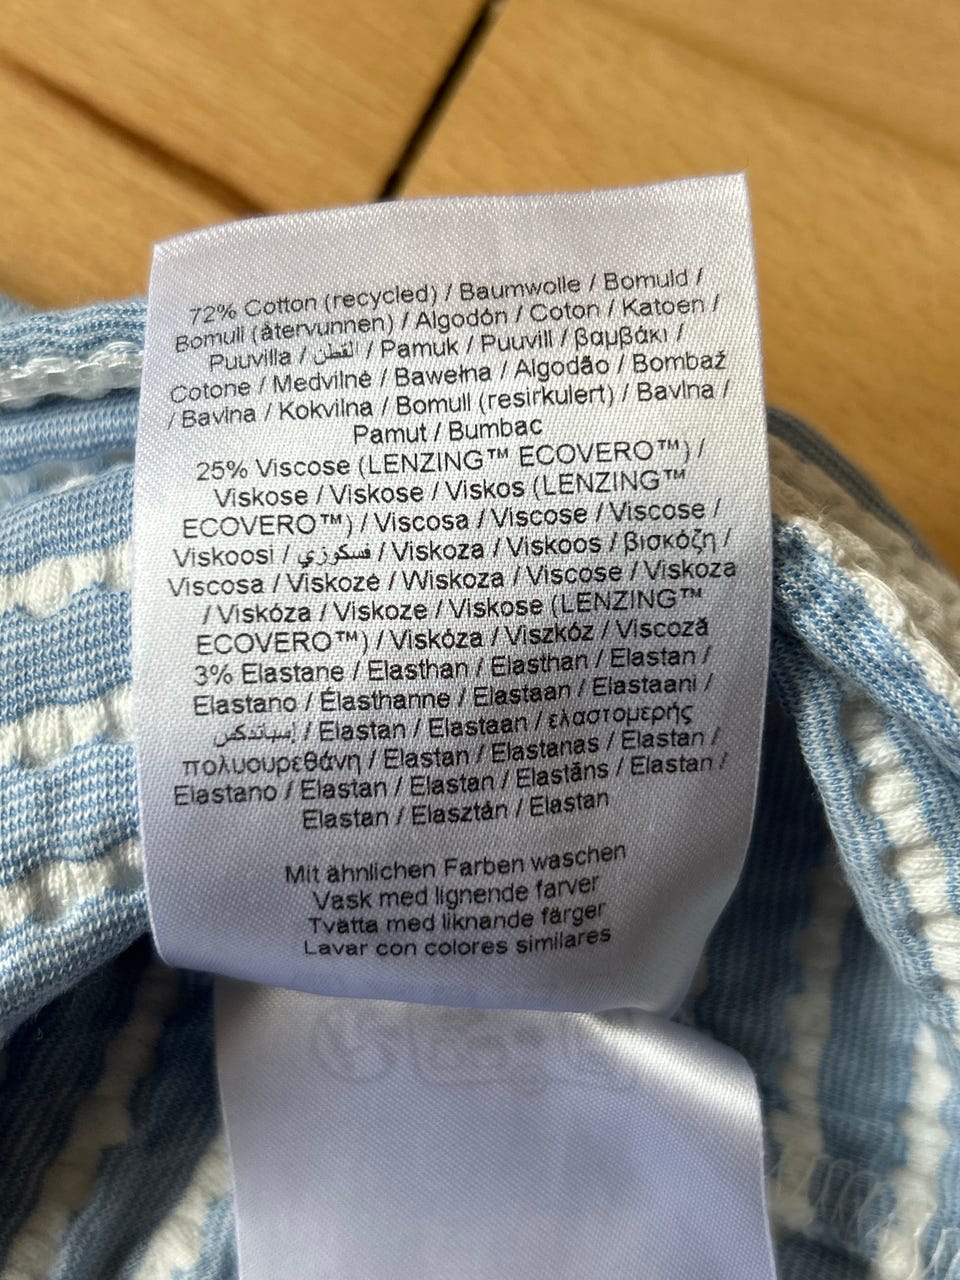 72% Cotton (recycled) / Baumwolle / Bomuld /
Bomull (återvunnen) / Algodón / Coton / Katoen /
Puuvilla / القطن / Pamuk / Puuvill / βαμβάκι /
Cotone / Medvilnė / Bawełna / Algodão / Bombaž
/ Bavlna / Kokvilna / Bomull (resirkulert) / Bavlna /
Pamut / Bumbac
25% Viscose (LENZING™ ECOVERO™) /
Viskose / Viskose / Viskos (LENZING™
ECOVERO™) / Viscosa / Viscose / Viscose /
Viskoosi / فسكوزي / Viskoza / Viskoos / βισκόζη /
Viscosa / Viskozė / Wiskoza / Viscose / Viskoza
/ Viskóza / Viskoze / Viskose (LENZING™
ECOVERO™) / Viskóza / Viszkóz / Viscoză
3% Elastane / Elasthan / Elasthan / Elastan /
Elastano / Élasthanne / Elastaan / Elastaani /
/ Elastan / Elastaan / ελαστομερής
πολυουρεθάνη / Elastan / Elastanas / Elastan /
Elastano / Elastan / Elastan / Elastāns / Elastan /
Elastan / Elasztán / Elastan
Mit ähnlichen Farben waschen
Vask med lignende farver
Tvätta med liknande färger
Lavar con colores similares